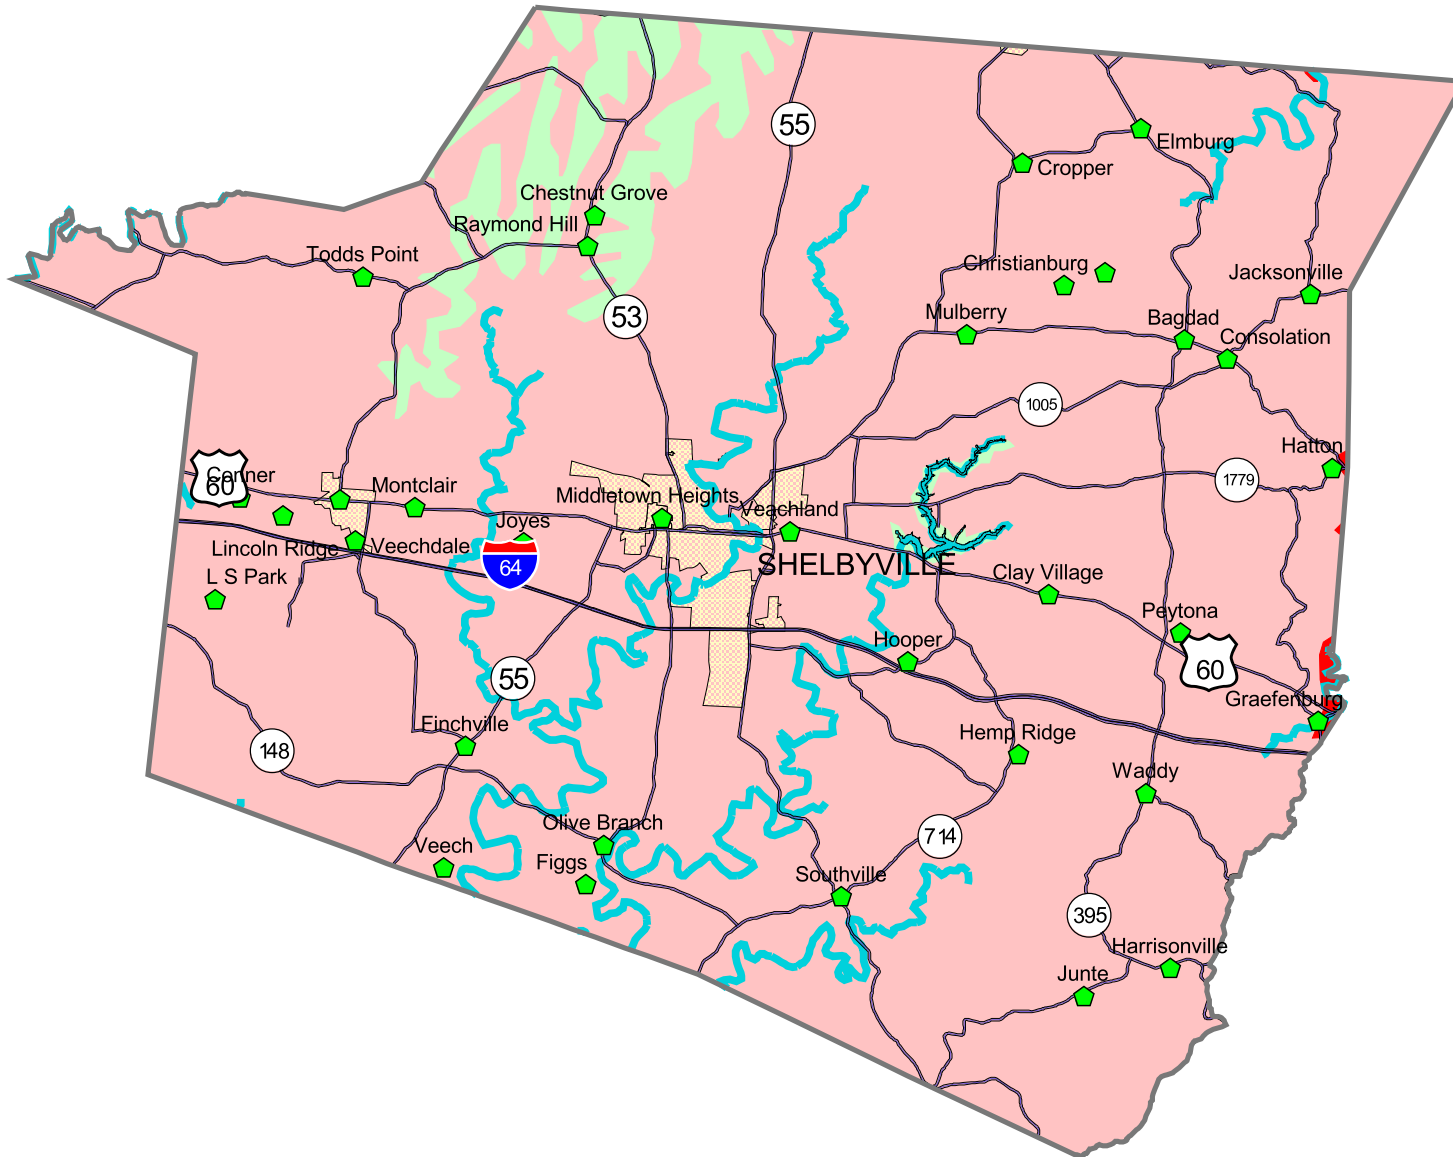 55
Elmburg
Cropper
Chestnut Grove
Raymond Hill
Todds Point
Christianburg
Jacksonville
53
Mulberry
Bagdad
Consolation
1005
Hatton
Conner
60
Montclair
1779
Middletown Heights
Veachland
Joyes
Lincoln Ridge
Veechdale
64
SHELBYVILLE
L S Park
Clay Village
Peytona
Hooper
60
55
Graefenburg
Finchville
Hemp Ridge
148
Waddy
Olive Branch
714
Veech
Figgs
Southville
395
Harrisonville
Junte